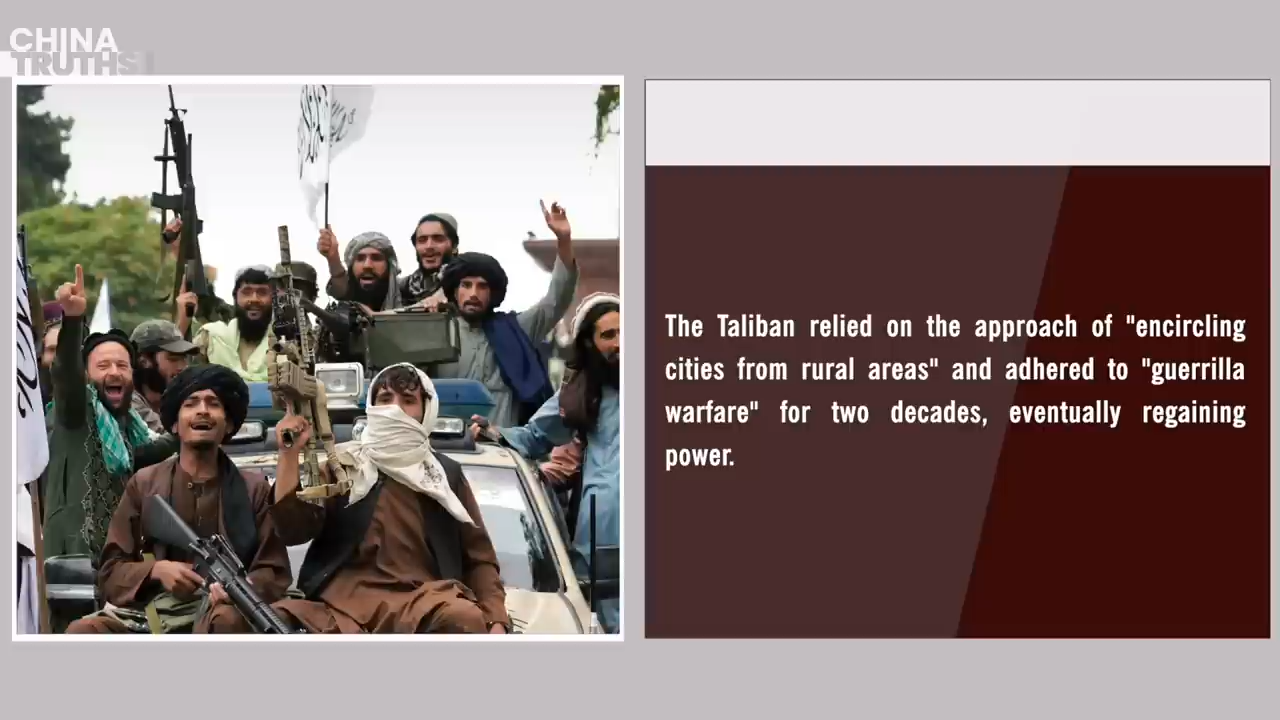 CHINA
TRUTHS
The Taliban relied on the approach of "encircling
cities from rural areas" and adhered to "guerrilla
warfare" for two decades, eventually regaining
power.